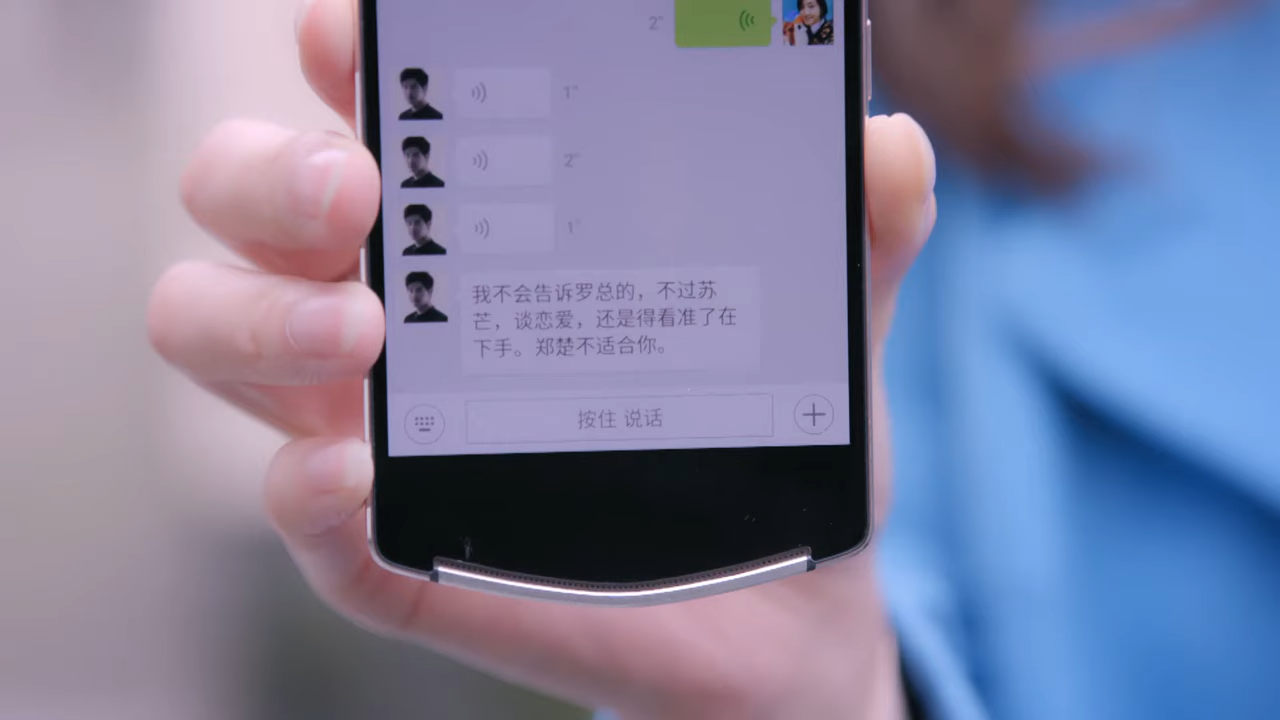 2"
1"
2"
1"
我不会告诉罗总的，不过苏
芒，谈恋爱，还是得看准了在
下手。郑楚不适合你。
按住 说话